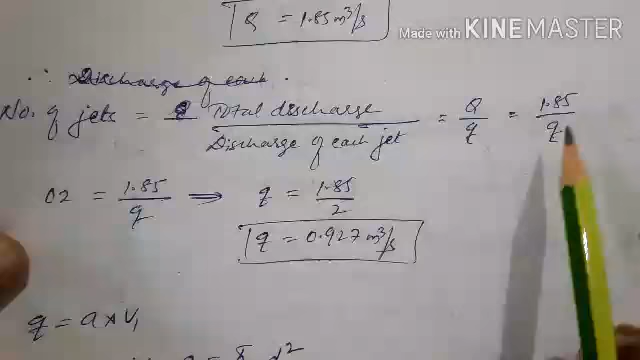 Q = 1.85 m³/s
Made with KINEMASTER
∴ Discharge of each.
No. of jets = Total discharge / Discharge of each jet = Q/q = 1.85/q
02 = 1.85/q ⟹ q = 1.85/2
q = 0.927 m³/s
q = a × V₁
a = π d²